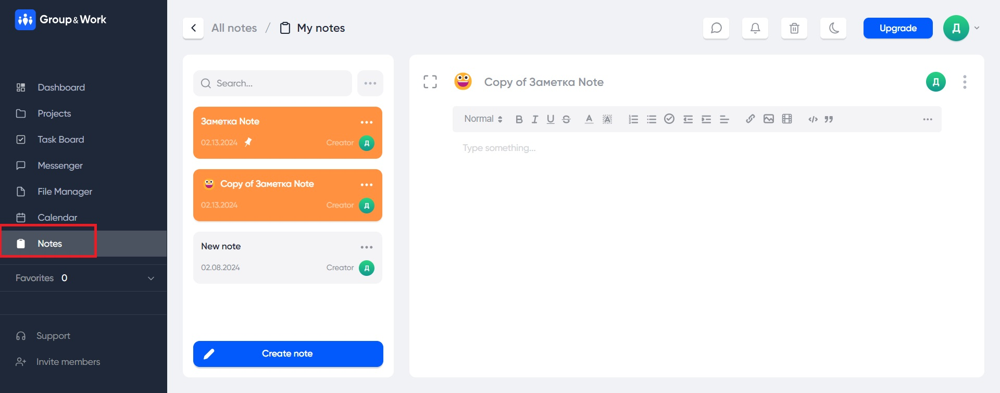 Group&Work
Dashboard
Projects
Task Board
Messenger
File Manager
Calendar
Notes
Favorites 0
Support
Invite members
All notes / My notes
Upgrade
Д
Search...
Заметка Note
02.13.2024 Creator Д
Copy of Заметка Note
02.13.2024 Creator Д
New note
02.08.2024 Creator Д
Create note
Copy of Заметка Note Д
Normal
Type something...